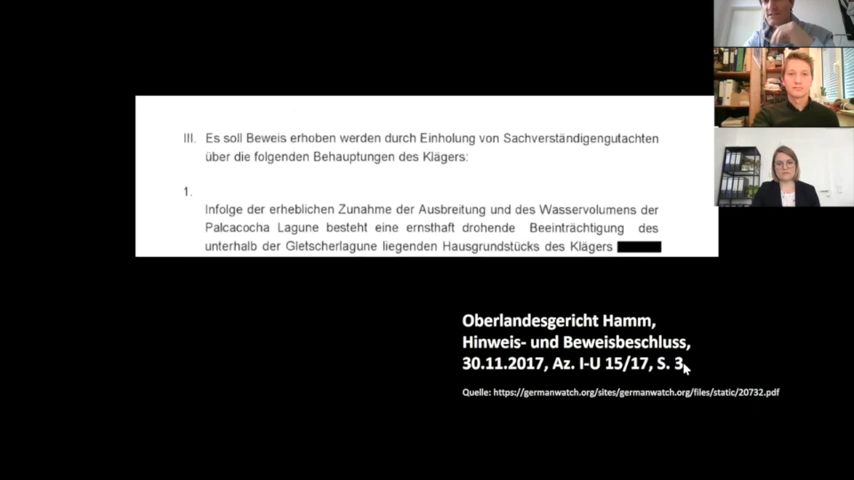 III. Es soll Beweis erhoben werden durch Einholung von Sachverständigengutachten
über die folgenden Behauptungen des Klägers:
1.
Infolge der erheblichen Zunahme der Ausbreitung und des Wasservolumens der
Palcacocha Lagune besteht eine ernsthaft drohende Beeinträchtigung des
unterhalb der Gletscherlagune liegenden Hausgrundstücks des Klägers
Oberlandesgericht Hamm,
Hinweis- und Beweisbeschluss,
30.11.2017, Az. I-U 15/17, S. 3
Quelle: https://germanwatch.org/sites/germanwatch.org/files/static/20732.pdf